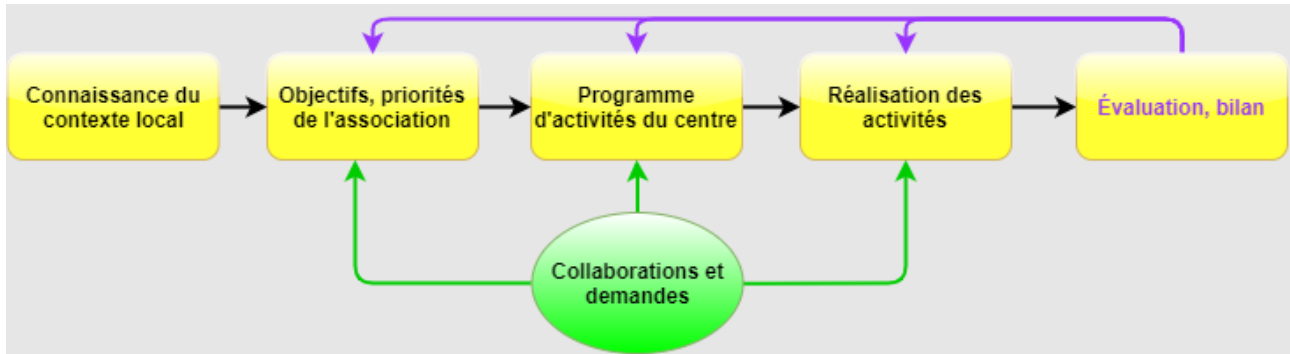 Connaissance du
contexte local
Objectifs, priorités
de l'association
Programme
d'activités du centre
Réalisation des
activités
Évaluation, bilan
Collaborations et
demandes